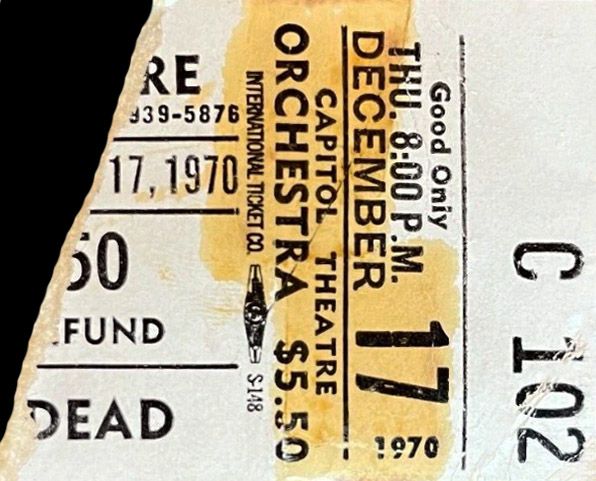 RE
939-5876
17, 1970
50
FUND
DEAD
C 102
Good Only
THU. 8:00 P.M.
DECEMBER 17
1970
CAPITOL THEATRE
ORCHESTRA $5.50
INTERNATIONAL TICKET CO. S-148